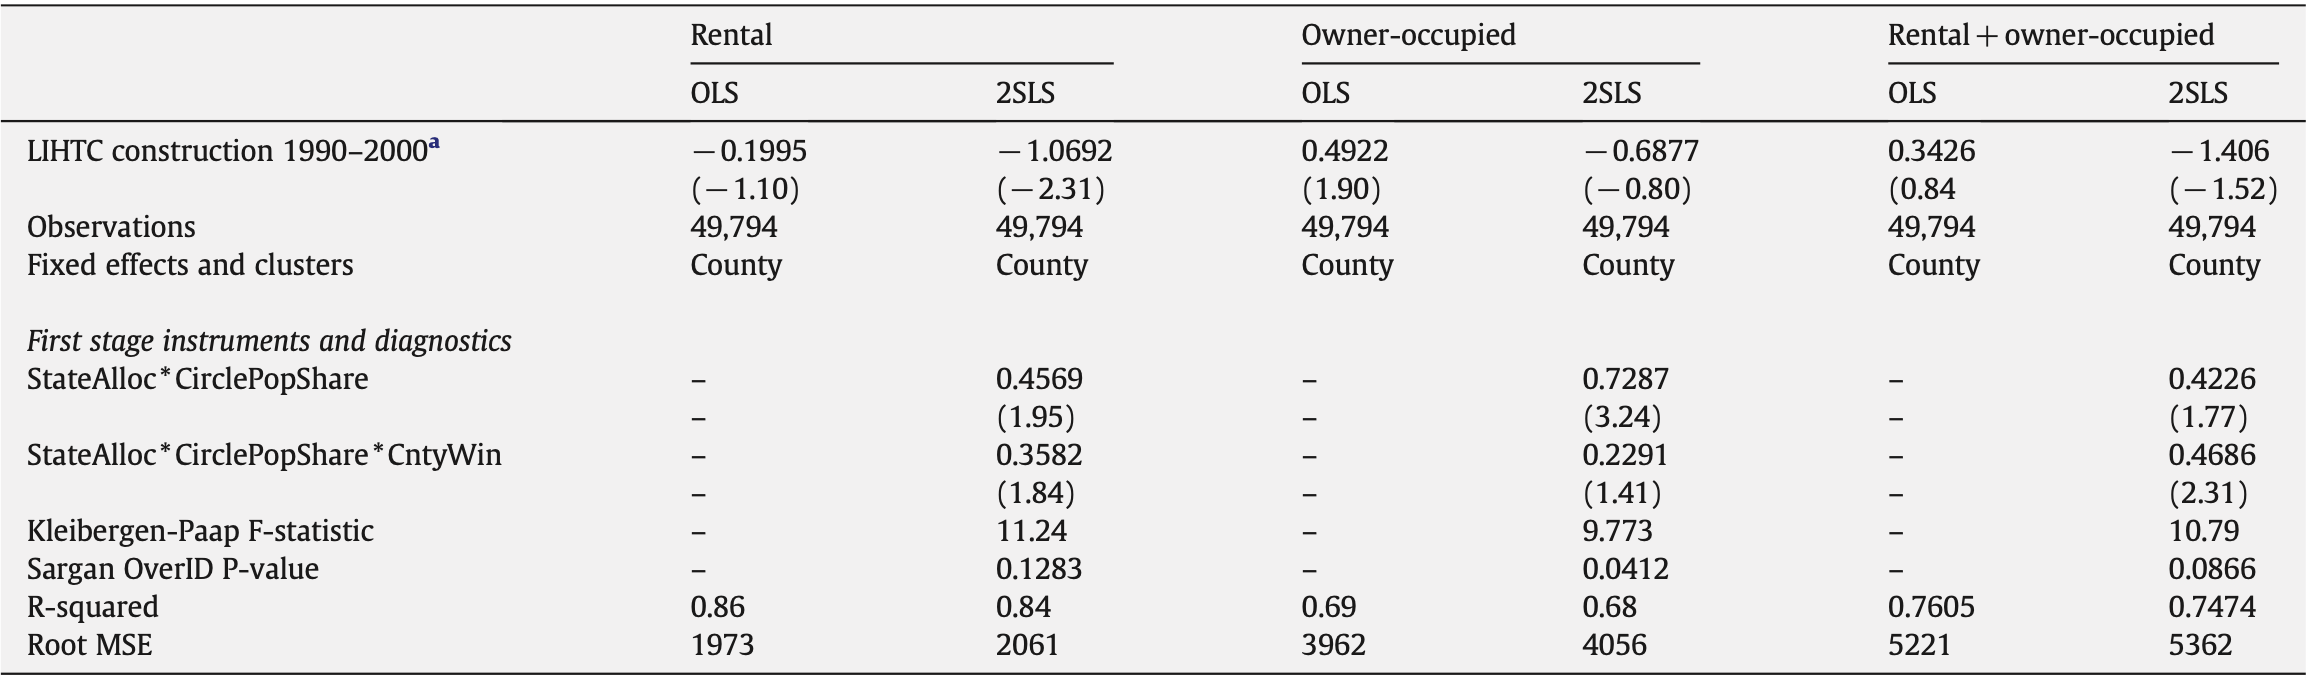 Rental Owner-occupied Rental + owner-occupied
OLS 2SLS OLS 2SLS OLS 2SLS
LIHTC construction 1990–2000a −0.1995 −1.0692 0.4922 −0.6877 0.3426 −1.406
(−1.10) (−2.31) (1.90) (−0.80) (0.84 (−1.52)
Observations 49,794 49,794 49,794 49,794 49,794 49,794
Fixed effects and clusters County County County County County County
First stage instruments and diagnostics
StateAlloc*CirclePopShare – 0.4569 – 0.7287 – 0.4226
– (1.95) – (3.24) – (1.77)
StateAlloc*CirclePopShare*CntyWin – 0.3582 – 0.2291 – 0.4686
– (1.84) – (1.41) – (2.31)
Kleibergen-Paap F-statistic – 11.24 – 9.773 – 10.79
Sargan OverID P-value – 0.1283 – 0.0412 – 0.0866
R-squared 0.86 0.84 0.69 0.68 0.7605 0.7474
Root MSE 1973 2061 3962 4056 5221 5362